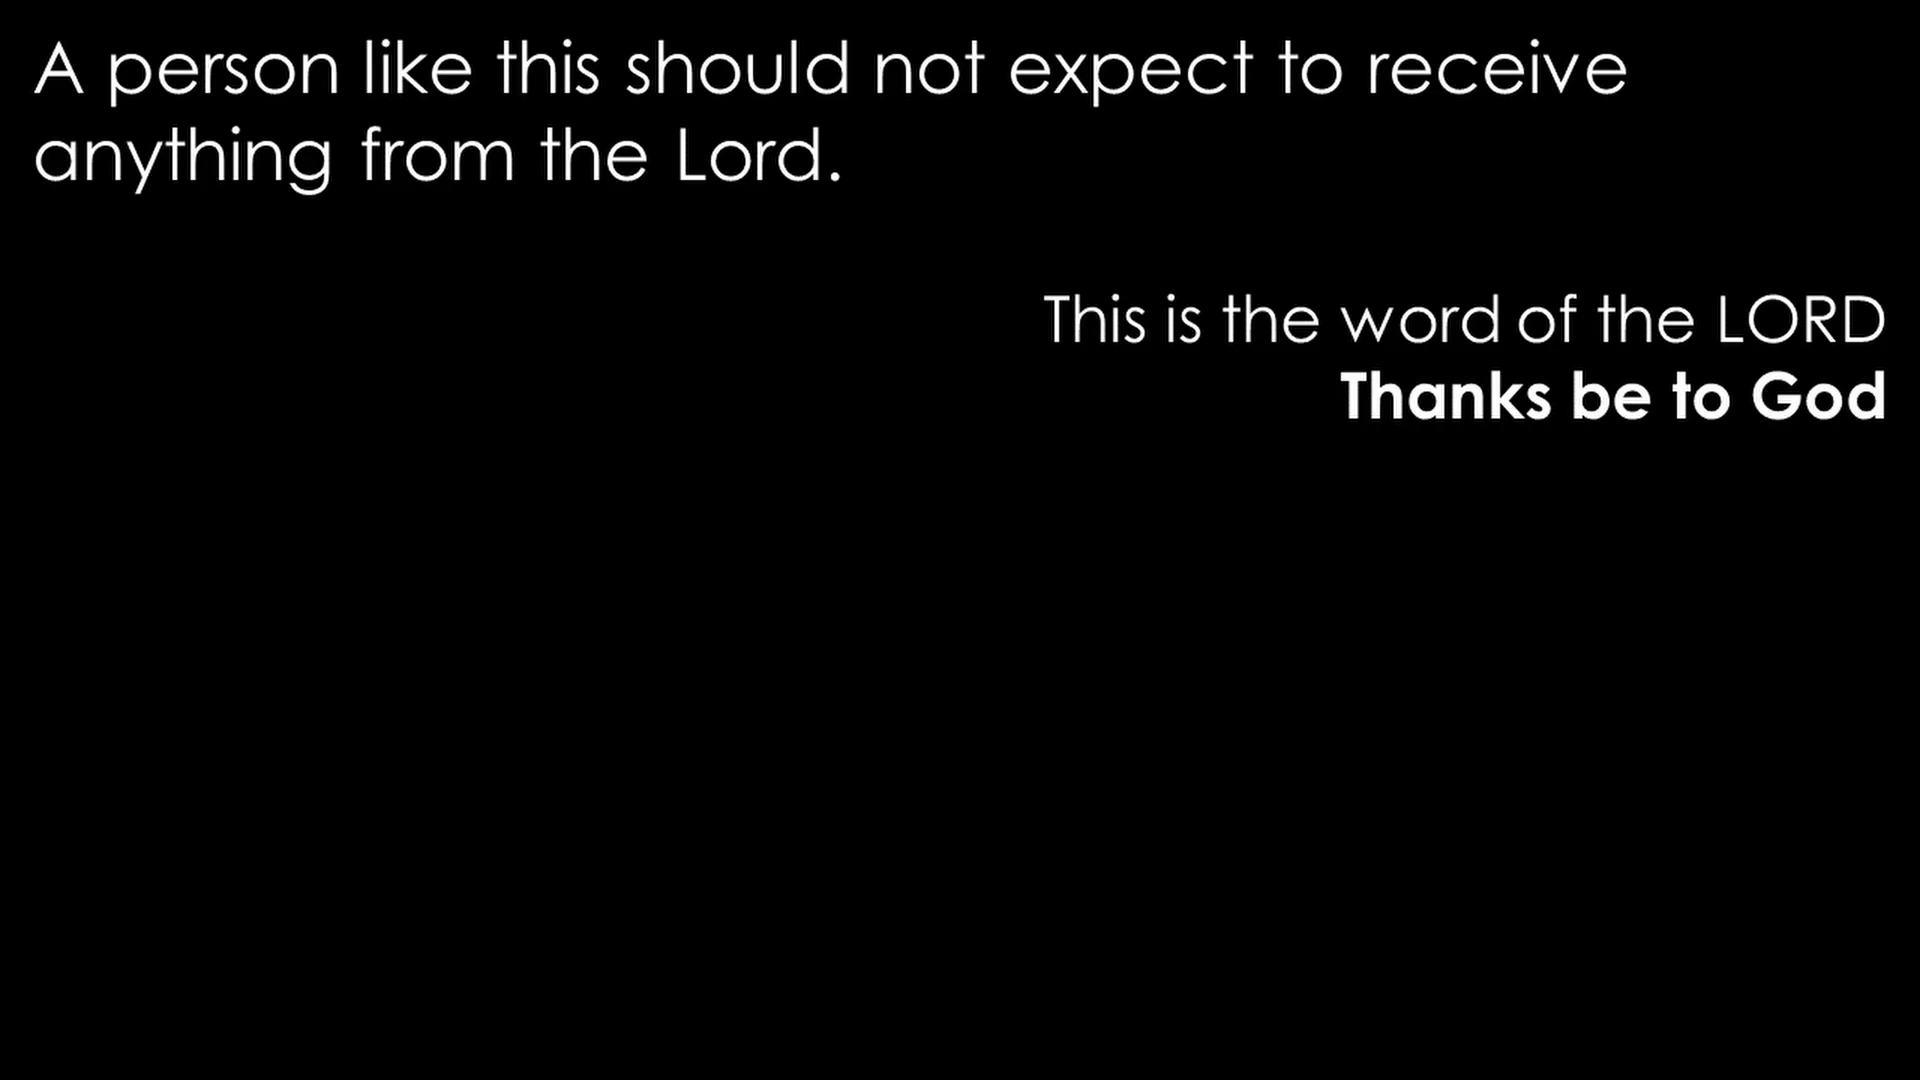 A person like this should not expect to receive
anything from the Lord.
This is the word of the LORD
Thanks be to God